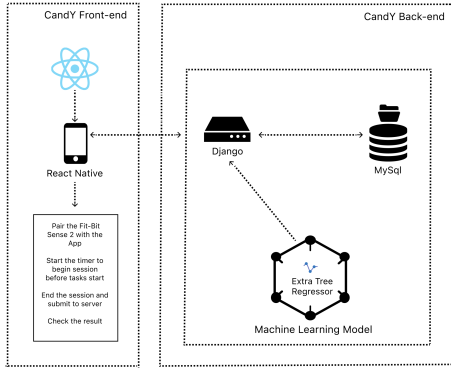 CandY Front-end
CandY Back-end
React Native
Django
MySql
Pair the Fit-Bit
Sense 2 with the
App
Start the timer to
begin session
before tasks start
End the session and
submit to server
Check the result
Extra Tree
Regressor
Machine Learning Model